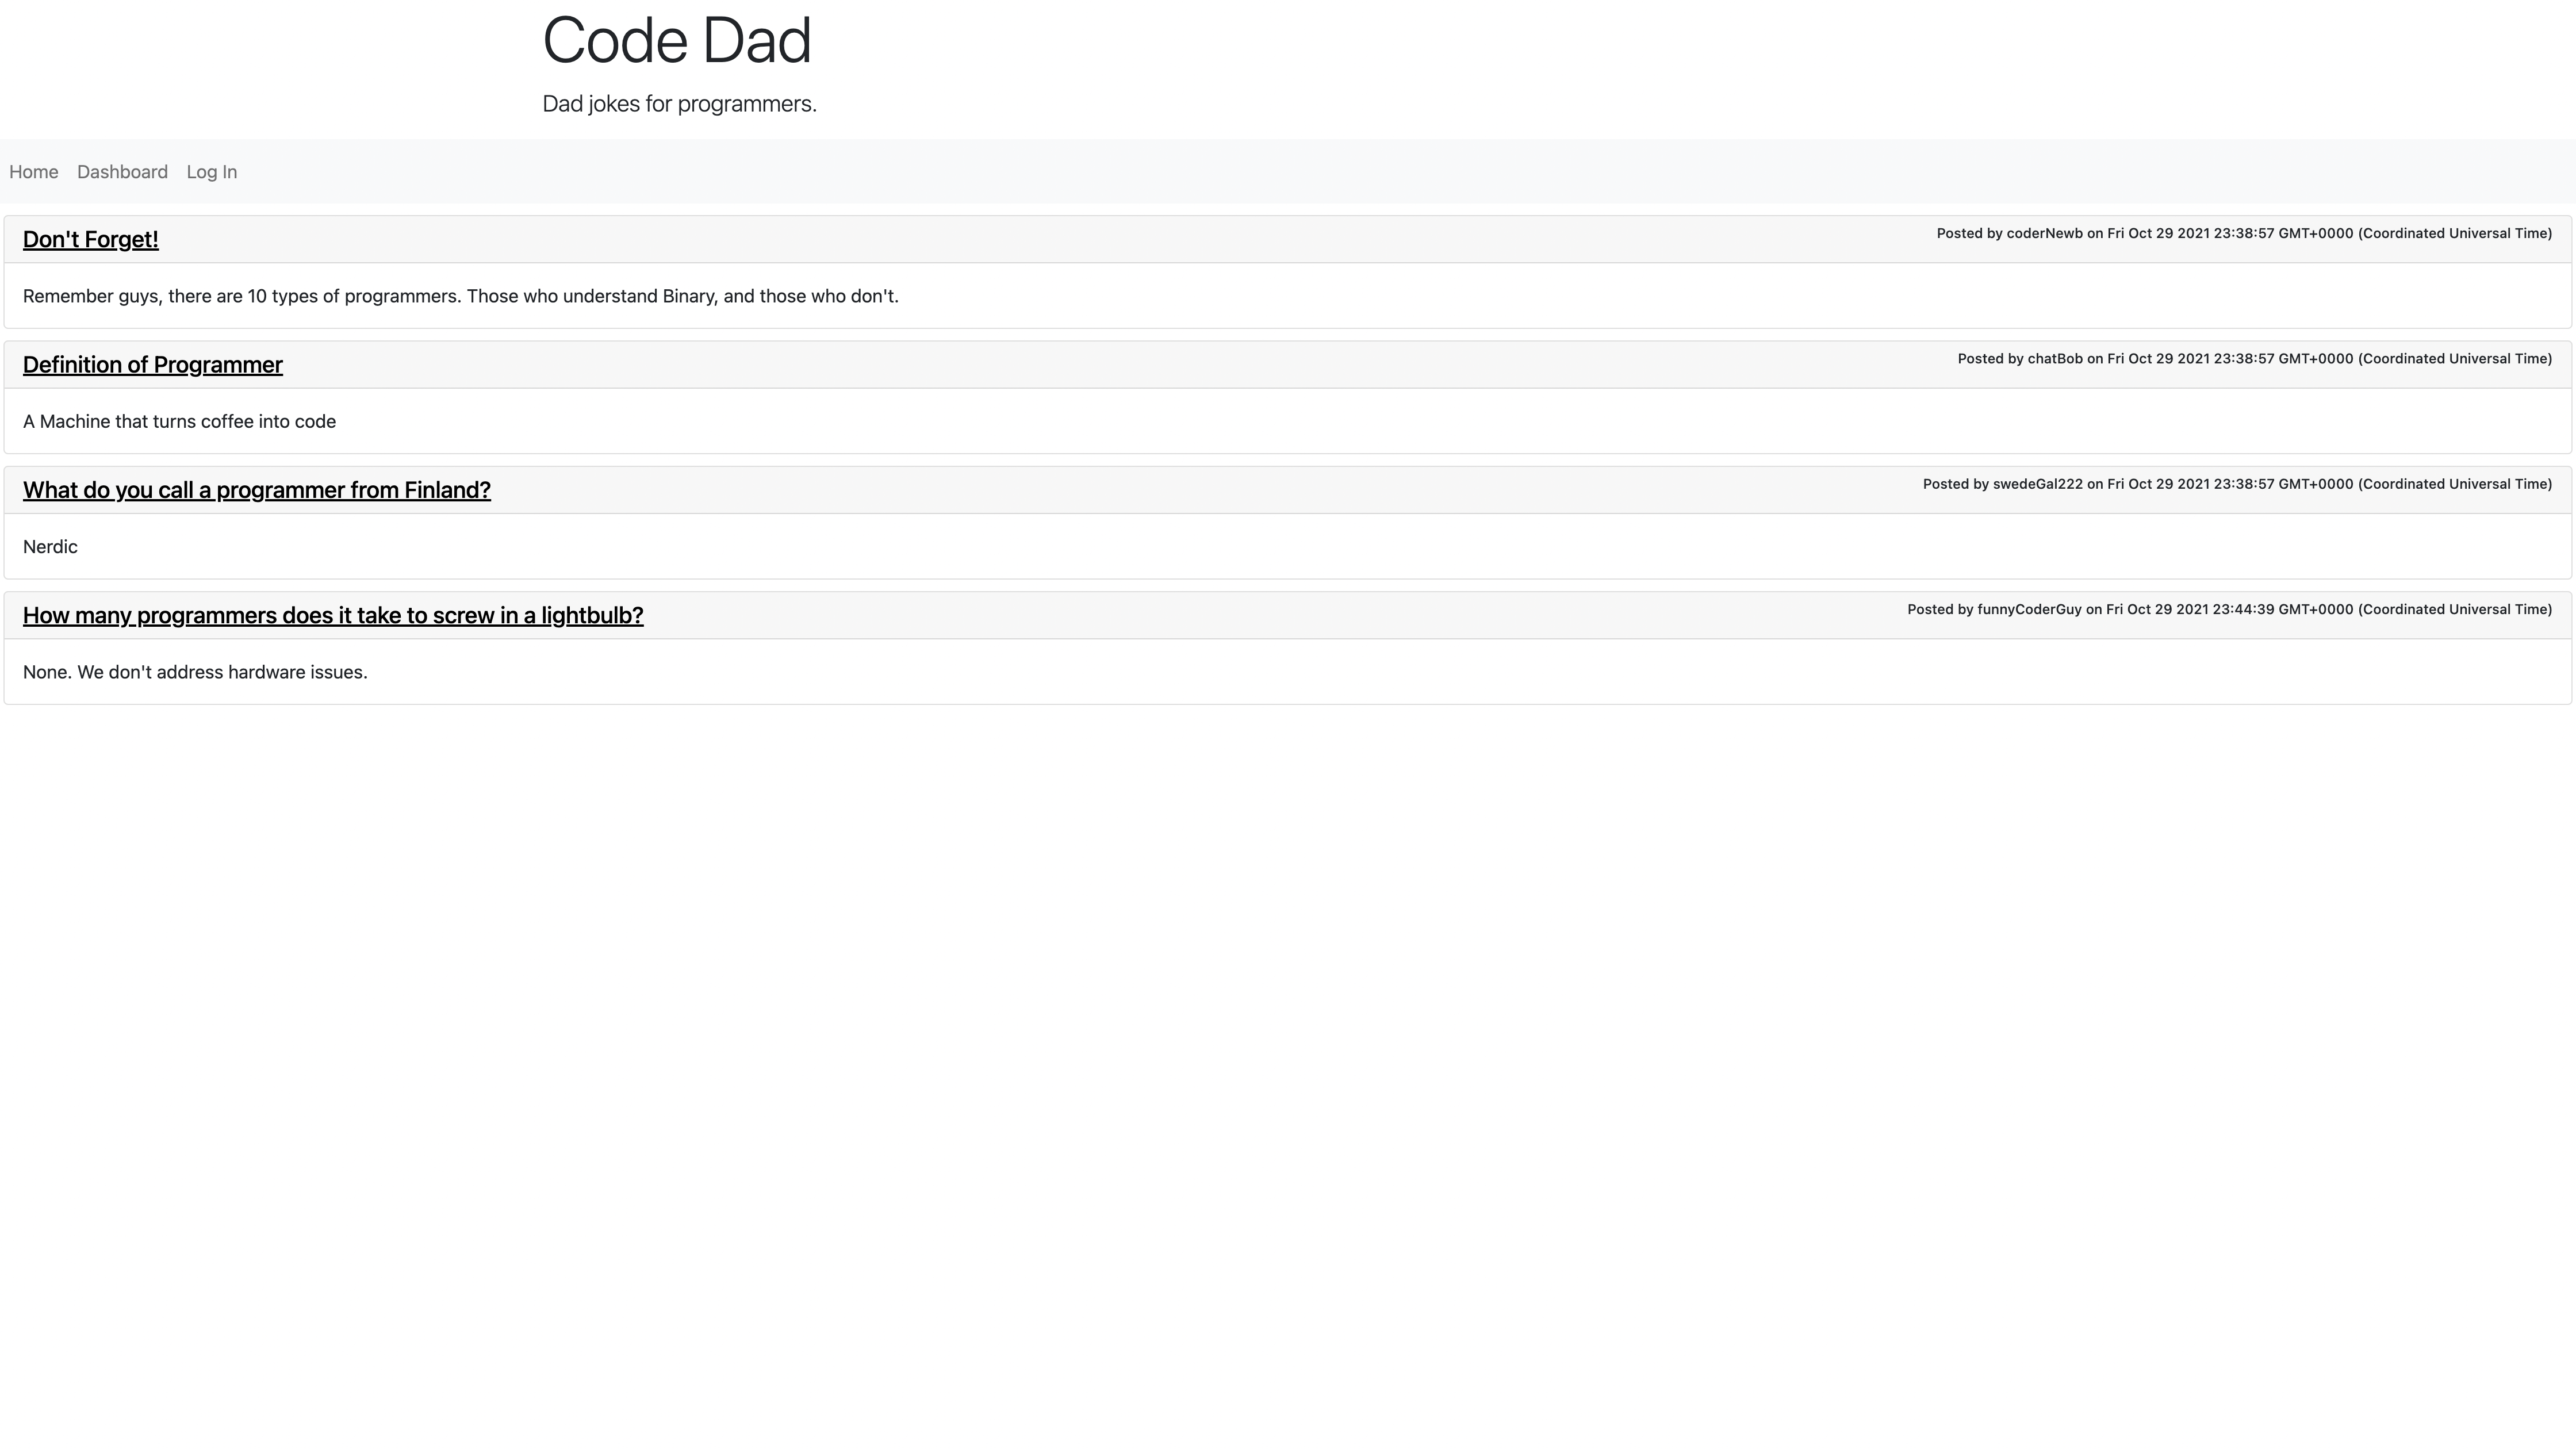 Code Dad
Dad jokes for programmers.
Home Dashboard Log In
Don't Forget! Posted by coderNewb on Fri Oct 29 2021 23:38:57 GMT+0000 (Coordinated Universal Time)
Remember guys, there are 10 types of programmers. Those who understand Binary, and those who don't.
Definition of Programmer Posted by chatBob on Fri Oct 29 2021 23:38:57 GMT+0000 (Coordinated Universal Time)
A Machine that turns coffee into code
What do you call a programmer from Finland? Posted by swedeGal222 on Fri Oct 29 2021 23:38:57 GMT+0000 (Coordinated Universal Time)
Nerdic
How many programmers does it take to screw in a lightbulb? Posted by funnyCoderGuy on Fri Oct 29 2021 23:44:39 GMT+0000 (Coordinated Universal Time)
None. We don't address hardware issues.